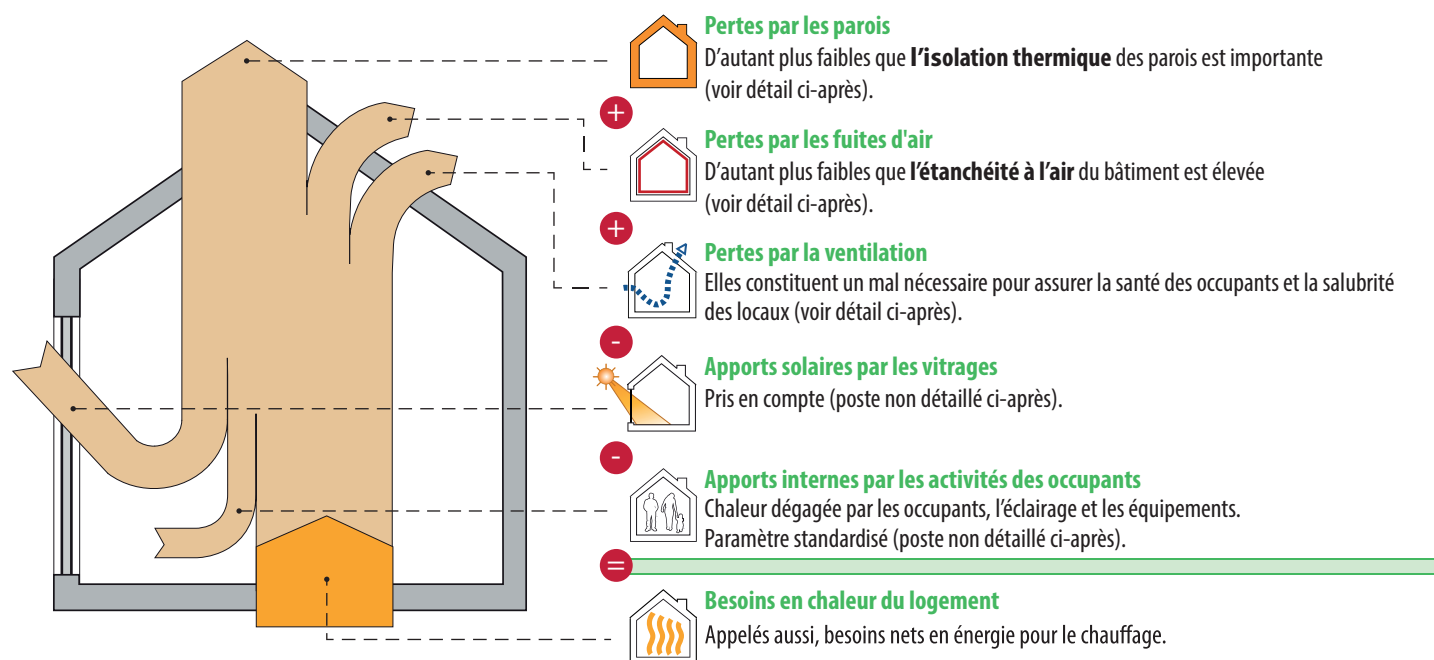 Pertes par les parois
D'autant plus faibles que l'isolation thermique des parois est importante
(voir détail ci-après).
+
Pertes par les fuites d'air
D'autant plus faibles que l'étanchéité à l'air du bâtiment est élevée
(voir détail ci-après).
+
Pertes par la ventilation
Elles constituent un mal nécessaire pour assurer la santé des occupants et la salubrité
des locaux (voir détail ci-après).
-
Apports solaires par les vitrages
Pris en compte (poste non détaillé ci-après).
-
Apports internes par les activités des occupants
Chaleur dégagée par les occupants, l'éclairage et les équipements.
Paramètre standardisé (poste non détaillé ci-après).
=
Besoins en chaleur du logement
Appelés aussi, besoins nets en énergie pour le chauffage.